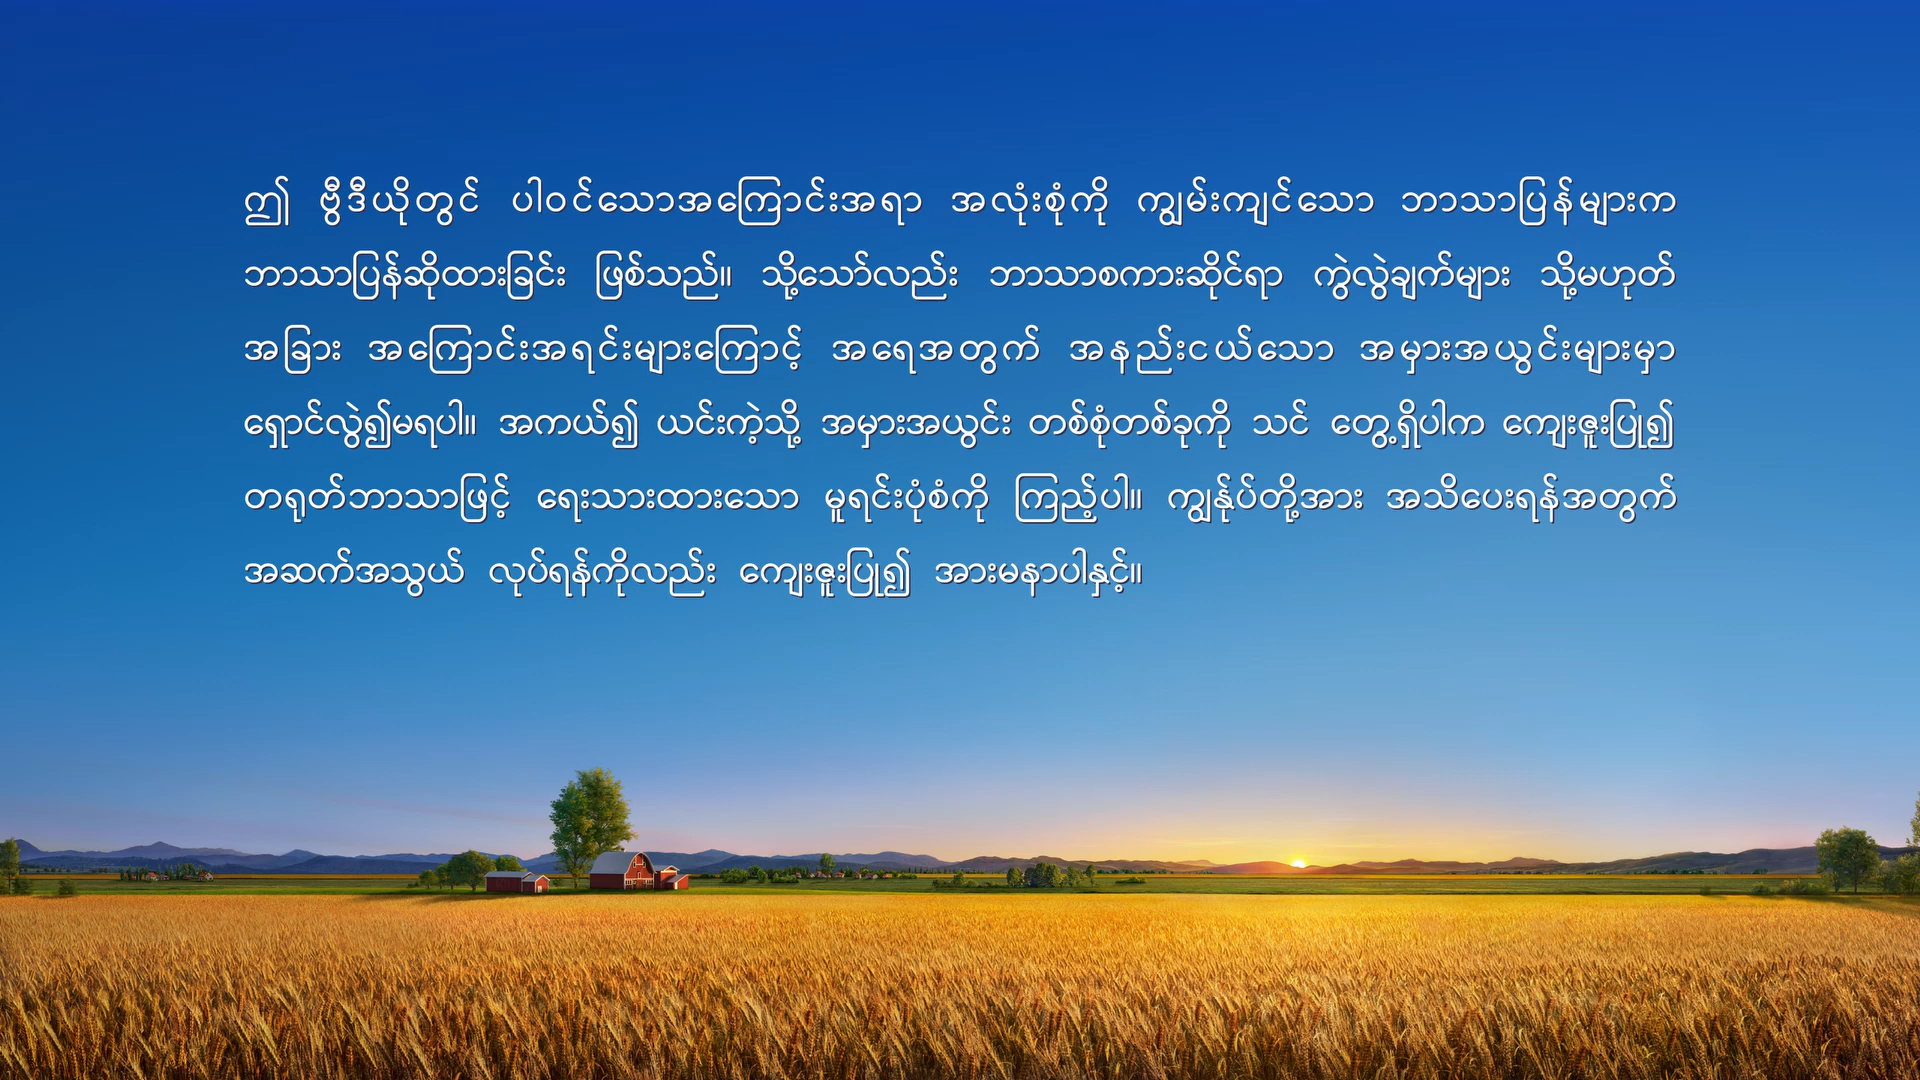 ဤ ဗွီဒီယိုတွင် ပါဝင်သောအကြောင်းအရာ အလုံးစုံကို ကျွမ်းကျင်သော ဘာသာပြန်များက
ဘာသာပြန်ဆိုထားခြင်း ဖြစ်သည်။ သို့သော်လည်း ဘာသာစကားဆိုင်ရာ ကွဲလွဲချက်များ သို့မဟုတ်
အခြား အကြောင်းအရင်းများကြောင့် အရေအတွက် အနည်းငယ်သော အမှားအယွင်းများမှာ
ရှောင်လွဲ၍မရပါ။ အကယ်၍ ယင်းကဲ့သို့ အမှားအယွင်း တစ်စုံတစ်ခုကို သင် တွေ့ရှိပါက ကျေးဇူးပြု၍
တရုတ်ဘာသာဖြင့် ရေးသားထားသော မူရင်းပုံစံကို ကြည့်ပါ။ ကျွန်ုပ်တို့အား အသိပေးရန်အတွက်
အဆက်အသွယ် လုပ်ရန်ကိုလည်း ကျေးဇူးပြု၍ အားမနာပါနှင့်။